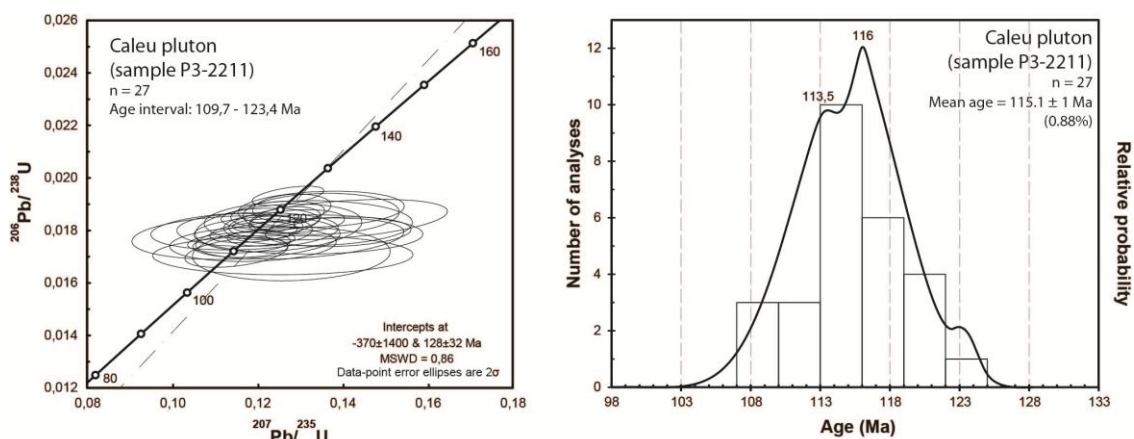 0,026
0,024
0,022
0,020
0,018
0,016
0,014
0,012
206Pb/238U
Caleu pluton
(sample P3-2211)
n = 27
Age interval: 109,7 - 123,4 Ma
160
140
120
100
80
Intercepts at
-370±1400 & 128±32 Ma
MSWD = 0,86
Data-point error ellipses are 2σ
0,08
0,10
0,12
0,14
0,16
0,18
207Pb/235U
12
10
8
6
4
2
0
Number of analyses
116
113,5
Caleu pluton
(sample P3-2211)
n = 27
Mean age = 115.1 ± 1 Ma
(0.88%)
Relative probability
98
103
108
113
118
123
128
133
Age (Ma)